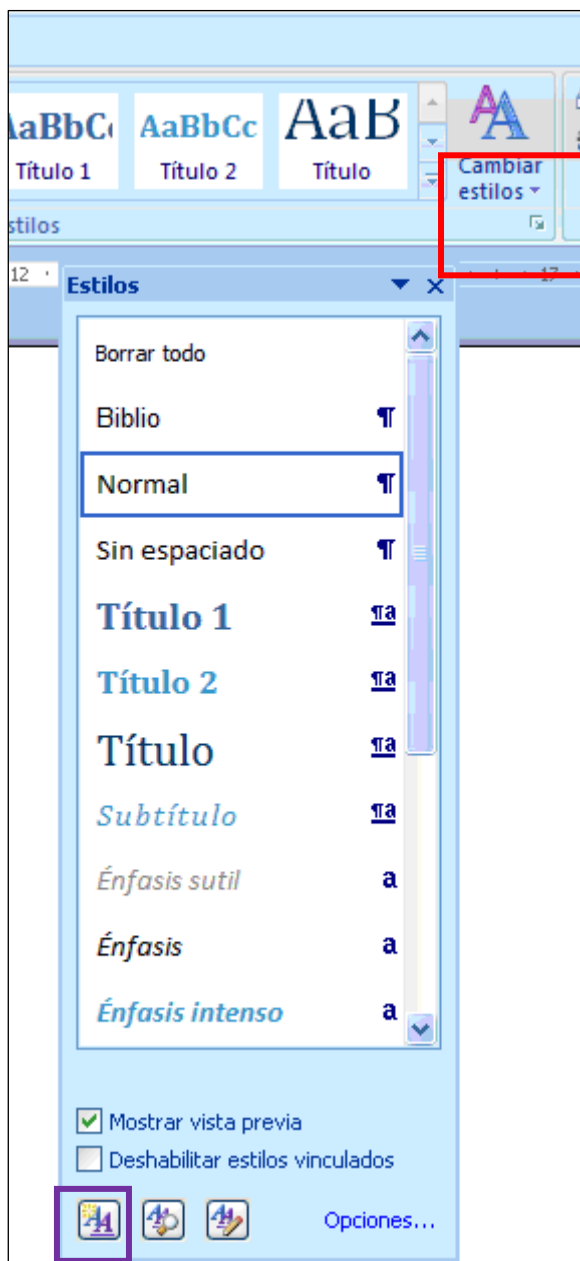 AaBbC AaBbCc AaB
Título 1 Título 2 Título
Cambiar
estilos
stilos
12 17
Estilos
Borrar todo
Biblio ¶
Normal ¶
Sin espaciado ¶
Título 1 ¶a
Título 2 ¶a
Título ¶a
Subtítulo ¶a
Énfasis sutil a
Énfasis a
Énfasis intenso a
Mostrar vista previa
Deshabilitar estilos vinculados
Opciones...